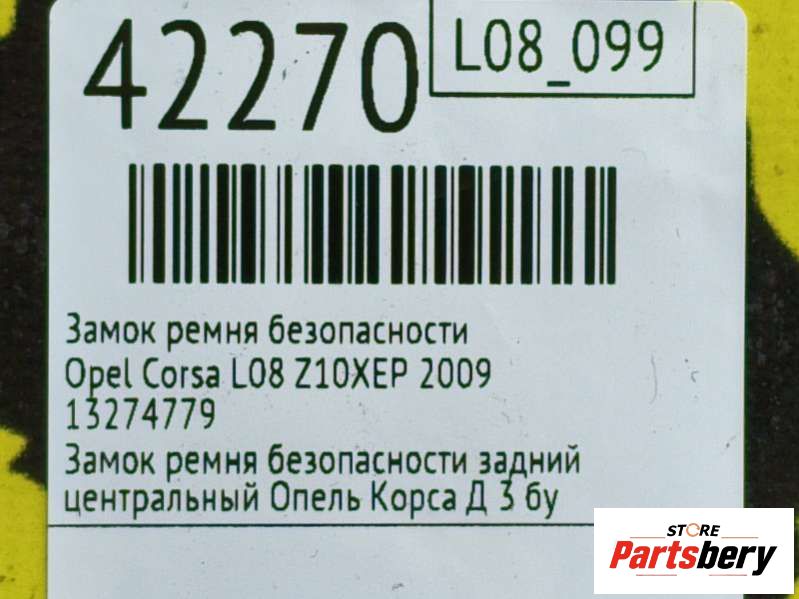 42270
L08_099
Замок ремня безопасности
Opel Corsa L08 Z10XEP 2009
13274779
Замок ремня безопасности задний
центральный Опель Корса Д 3 бу
STORE
Partsbery